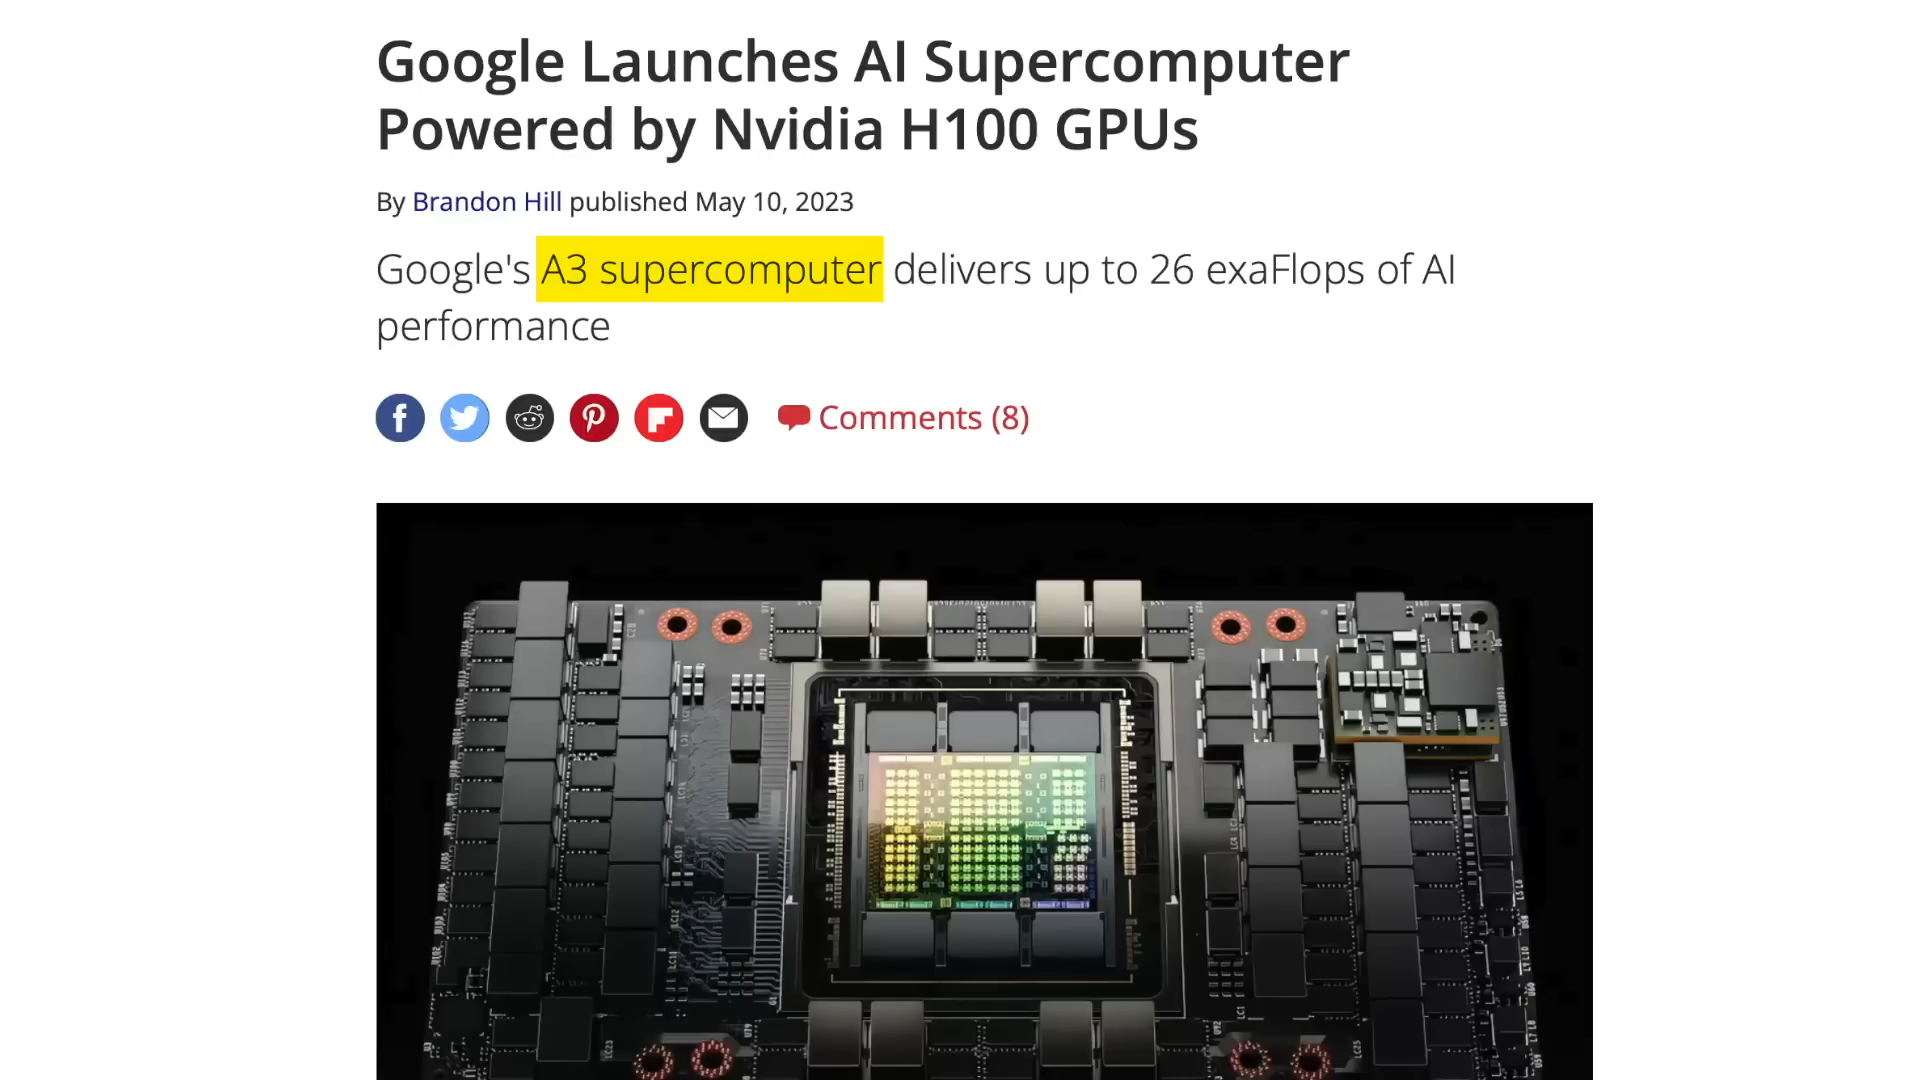 Google Launches AI Supercomputer
Powered by Nvidia H100 GPUs
By Brandon Hill published May 10, 2023
Google's A3 supercomputer delivers up to 26 exaFlops of AI
performance
Comments (8)